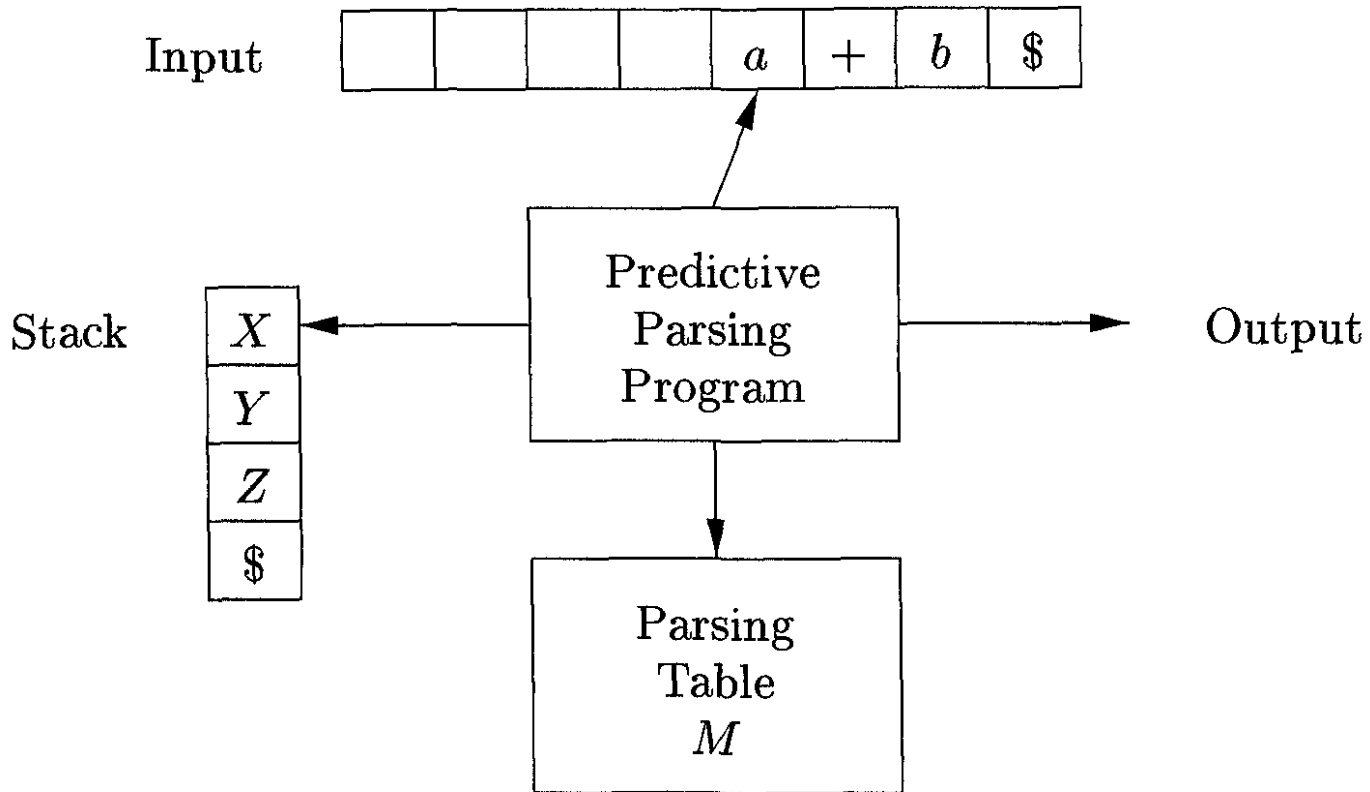 Input a + b $
Predictive
Parsing
Program
Stack X
Y
Z
$
Output
Parsing
Table
M